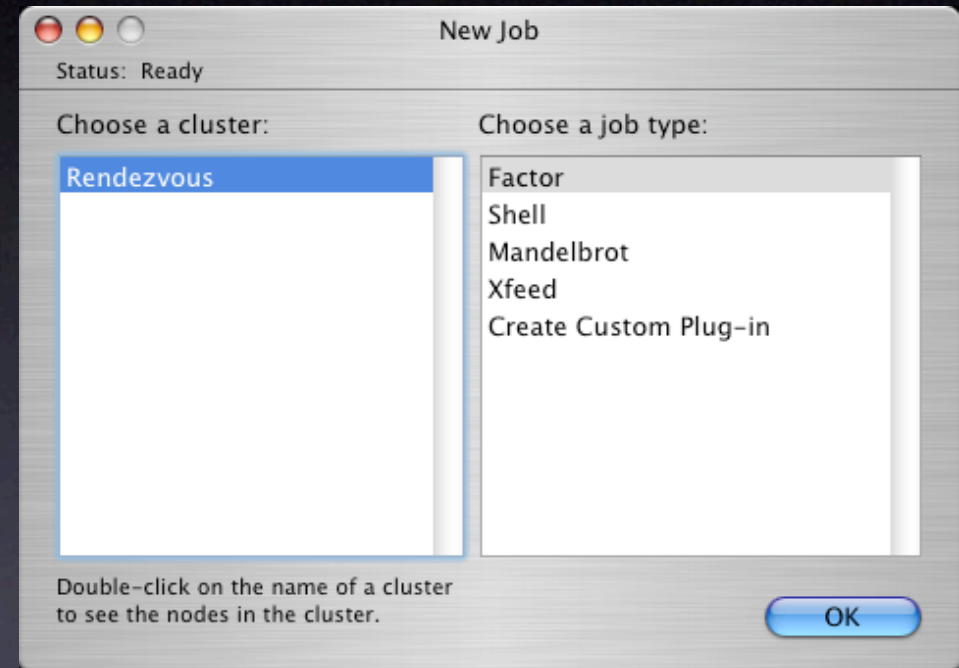 New Job
Status: Ready
Choose a cluster:
Rendezvous
Choose a job type:
Factor
Shell
Mandelbrot
Xfeed
Create Custom Plug-in
Double-click on the name of a cluster
to see the nodes in the cluster.
OK